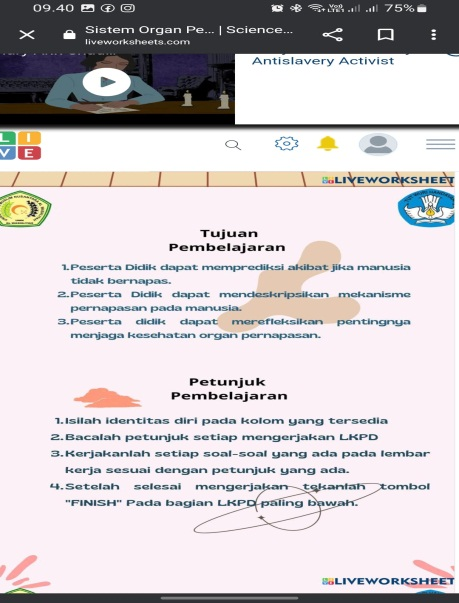 09.40
75%
Sistem Organ Pe... | Science...
liveworksheets.com
Antislavery Activist
LI
VE
LIVEWORKSHEET
Tujuan
Pembelajaran
1.Peserta Didik dapat memprediksi akibat jika manusia
tidak bernapas.
2.Peserta Didik dapat mendeskripsikan mekanisme
pernapasan pada manusia.
3.Peserta didik dapat merefleksikan pentingnya
menjaga kesehatan organ pernapasan.
Petunjuk
Pembelajaran
1.Isilah identitas diri pada kolom yang tersedia
2.Bacalah petunjuk setiap mengerjakan LKPD
3.Kerjakanlah setiap soal-soal yang ada pada lembar
kerja sesuai dengan petunjuk yang ada.
4.Setelah selesai mengerjakan tekanlah tombol
"FINISH" Pada bagian LKPD paling bawah.
LIVEWORKSHEET